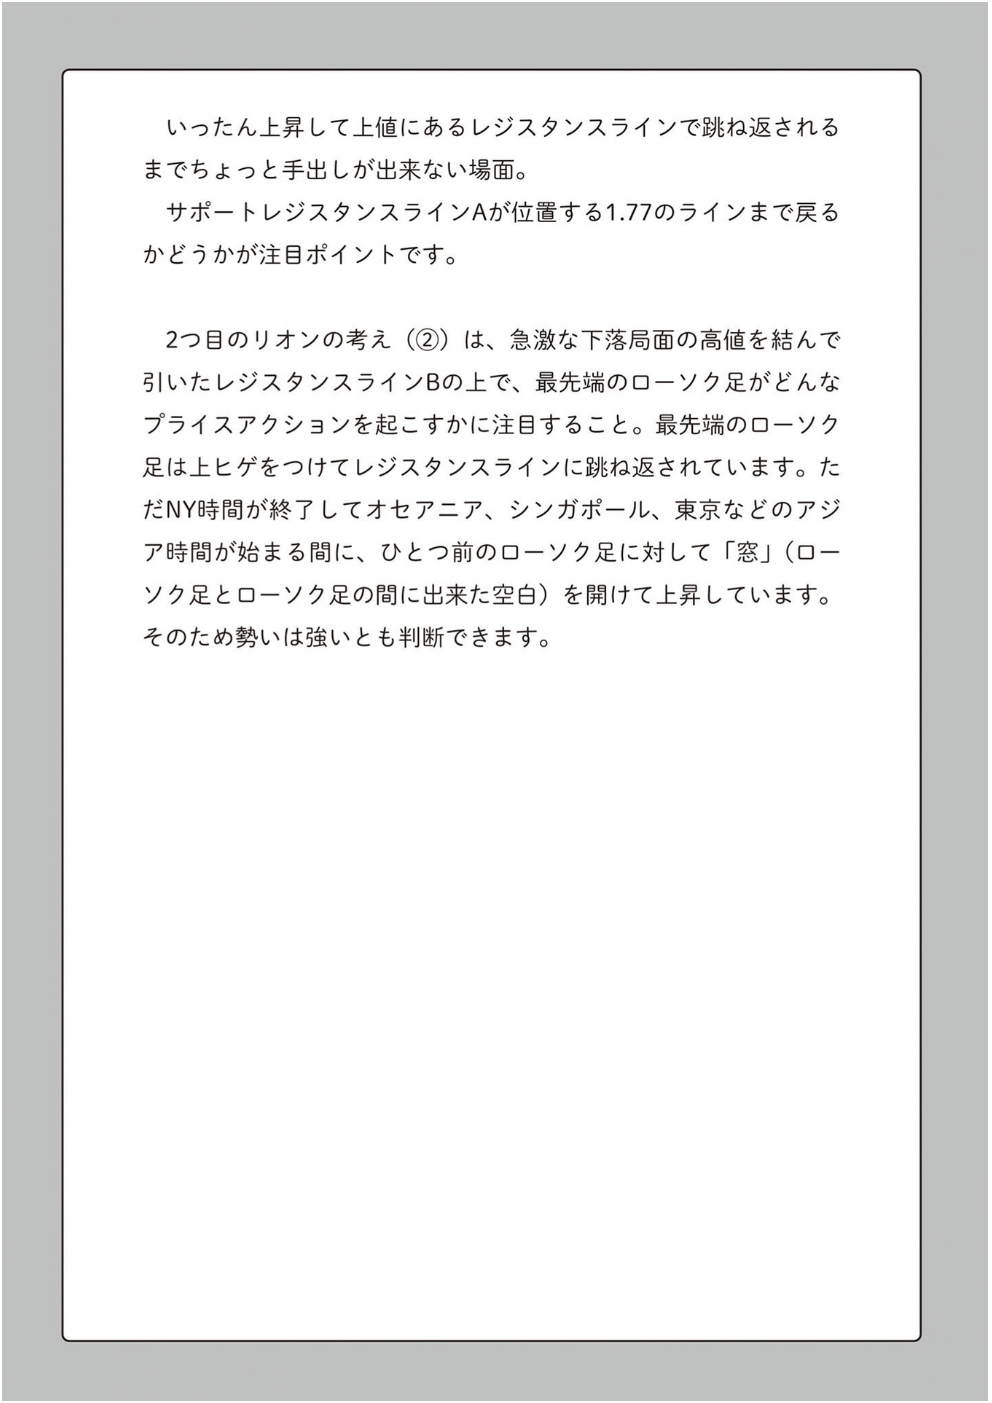 いったん上昇して上値にあるレジスタンスラインで跳ね返される
までちょっと手出しが出来ない場面。
　サポートレジスタンスラインAが位置する1.77のラインまで戻る
かどうかが注目ポイントです。
　2つ目のリオンの考え（②）は、急激な下落局面の高値を結んで
引いたレジスタンスラインBの上で、最先端のローソク足がどんな
プライスアクションを起こすかに注目すること。最先端のローソク
足は上ヒゲをつけてレジスタンスラインに跳ね返されています。た
だNY時間が終了してオセアニア、シンガポール、東京などのアジ
ア時間が始まる間に、ひとつ前のローソク足に対して「窓」（ロー
ソク足とローソク足の間に出来た空白）を開けて上昇しています。
そのため勢いは強いとも判断できます。